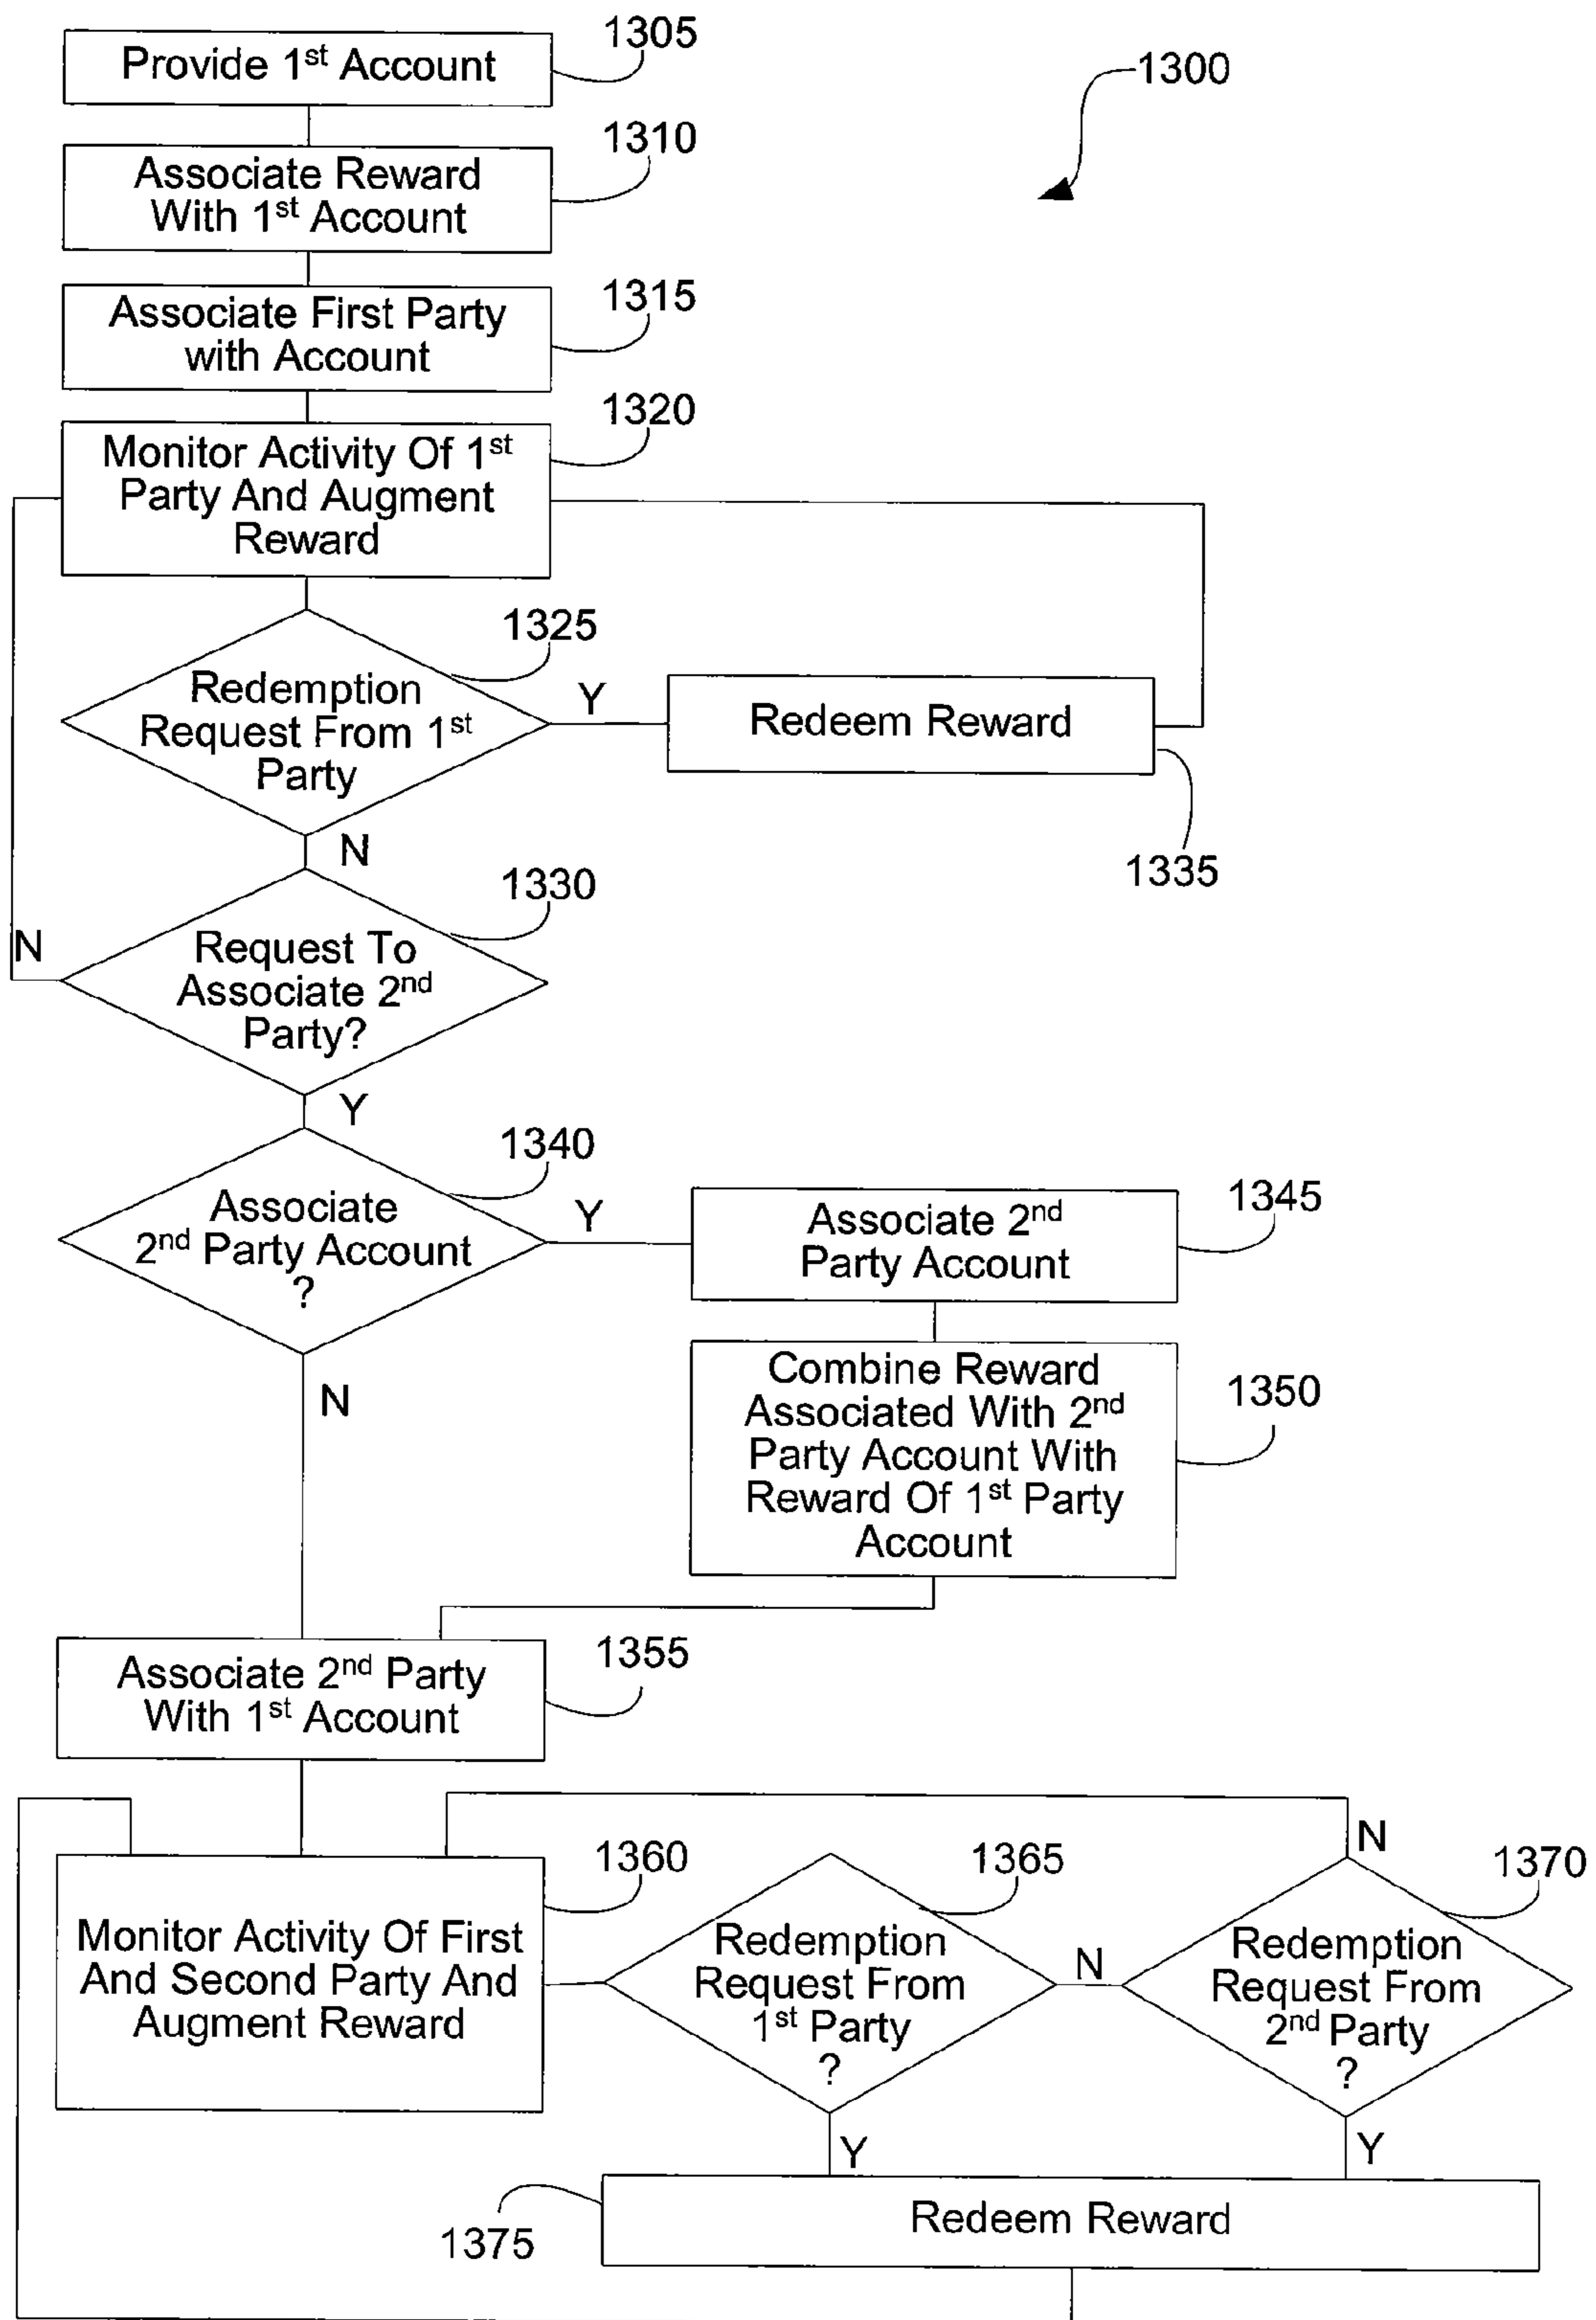 1305
Provide 1st Account
1300
1310
Associate Reward
With 1st Account
1315
Associate First Party
with Account
1320
Monitor Activity Of 1st
Party And Augment
Reward
1325
Redemption
Request From 1st
Party
Y
Redeem Reward
1335
N
1330
N
Request To
Associate 2nd
Party?
Y
1340
Associate
2nd Party Account
?
Y
1345
Associate 2nd
Party Account
N
1350
Combine Reward
Associated With 2nd
Party Account With
Reward Of 1st Party
Account
1355
Associate 2nd Party
With 1st Account
1360
Monitor Activity Of First
And Second Party And
Augment Reward
1365
Redemption
Request From
1st Party
?
N
N
1370
Redemption
Request From
2nd Party
?
Y
Y
1375
Redeem Reward